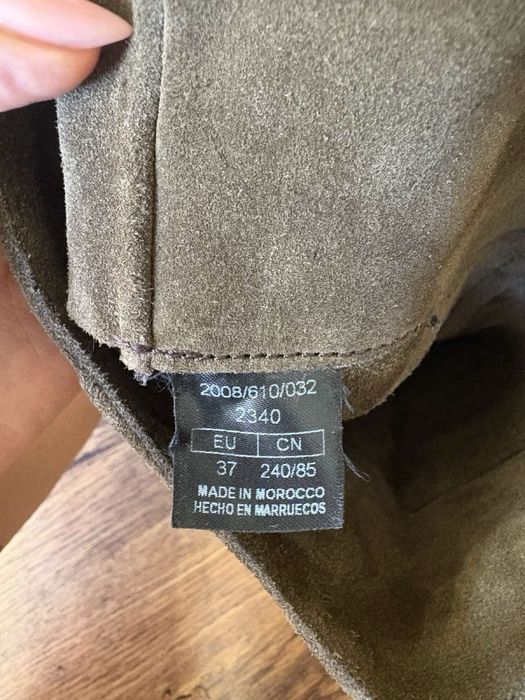 2008/610/032
2340
EU CN
37 240/85
MADE IN MOROCCO
HECHO EN MARRUECOS